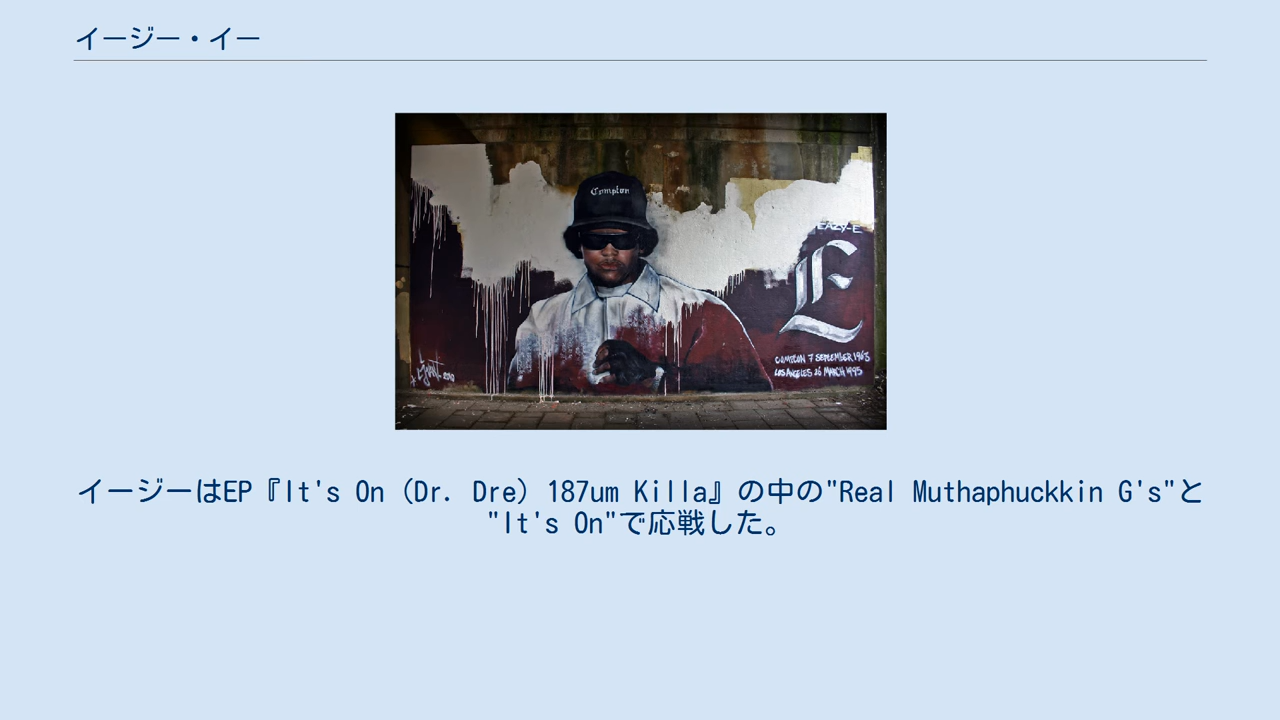 イージー・イー
Compton
EAZY-E
E
COMPTON 7 SEPTEMBER 1963
LOS ANGELES 26 MARCH 1995
イージーはEP『It's On (Dr. Dre) 187um Killa』の中の"Real Muthaphuckkin G's"と
"It's On"で応戦した。